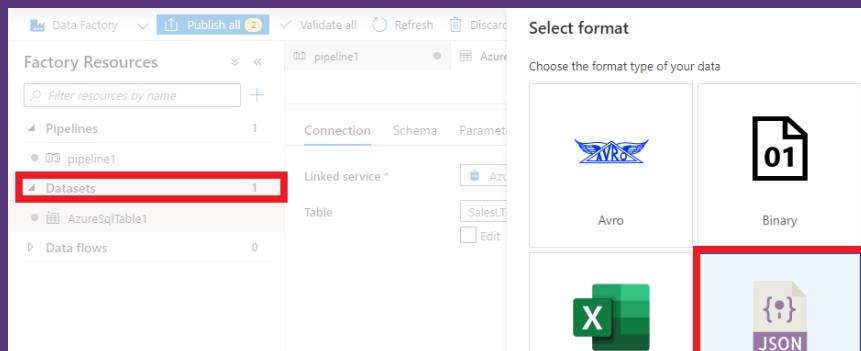 Data Factory
Publish all 2
Validate all
Refresh
Discard
Factory Resources
Filter resources by name
Pipelines 1
pipeline1
Datasets 1
AzureSqlTable1
Data flows 0
pipeline1
Azure
Connection Schema Paramet
Linked service *
Azu
Table
SalesLT
Edit
Select format
Choose the format type of your data
AVRO
Avro
01
Binary
X
{;}
JSON